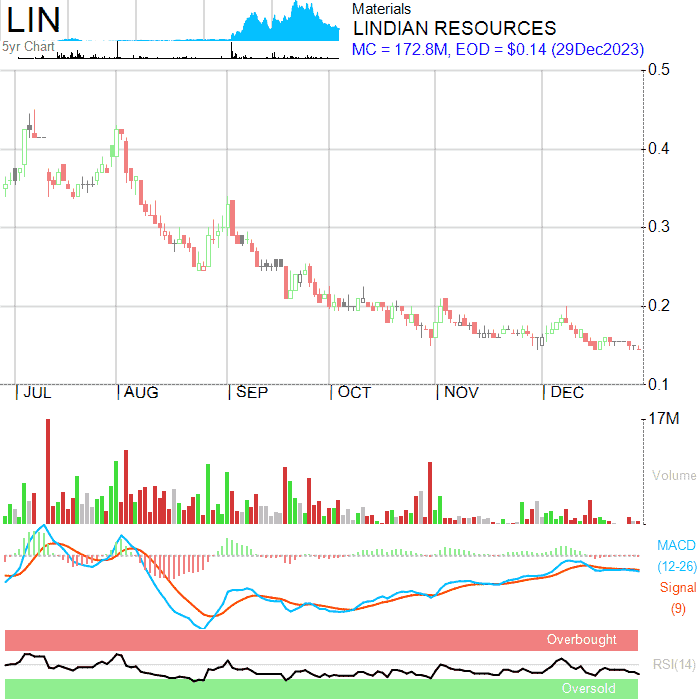 LIN
5yr Chart
Materials
LINDIAN RESOURCES
MC = 172.8M, EOD = $0.14 (29Dec2023)
0.5
0.4
0.3
0.2
0.1
JUL AUG SEP OCT NOV DEC
17M
Volume
MACD
(12-26)
Signal
(9)
Overbought
RSI(14)
Oversold